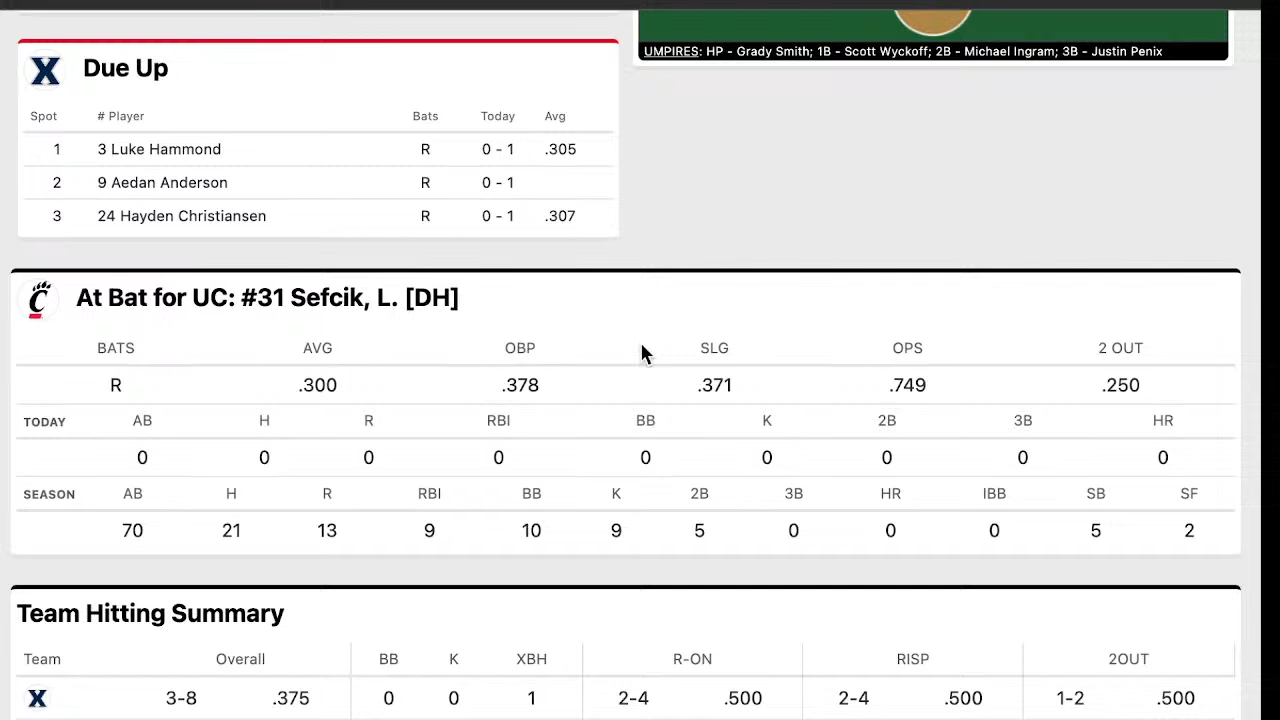 UMPIRES: HP - Grady Smith; 1B - Scott Wyckoff; 2B - Michael Ingram; 3B - Justin Penix
X Due Up
Spot # Player Bats Today Avg
1 3 Luke Hammond R 0 - 1 .305
2 9 Aedan Anderson R 0 - 1
3 24 Hayden Christiansen R 0 - 1 .307
C At Bat for UC: #31 Sefcik, L. [DH]
BATS AVG OBP SLG OPS 2 OUT
R .300 .378 .371 .749 .250
TODAY AB H R RBI BB K 2B 3B HR
0 0 0 0 0 0 0 0 0
SEASON AB H R RBI BB K 2B 3B HR IBB SB SF
70 21 13 9 10 9 5 0 0 0 5 2
Team Hitting Summary
Team Overall BB K XBH R-ON RISP 2OUT
X 3-8 .375 0 0 1 2-4 .500 2-4 .500 1-2 .500